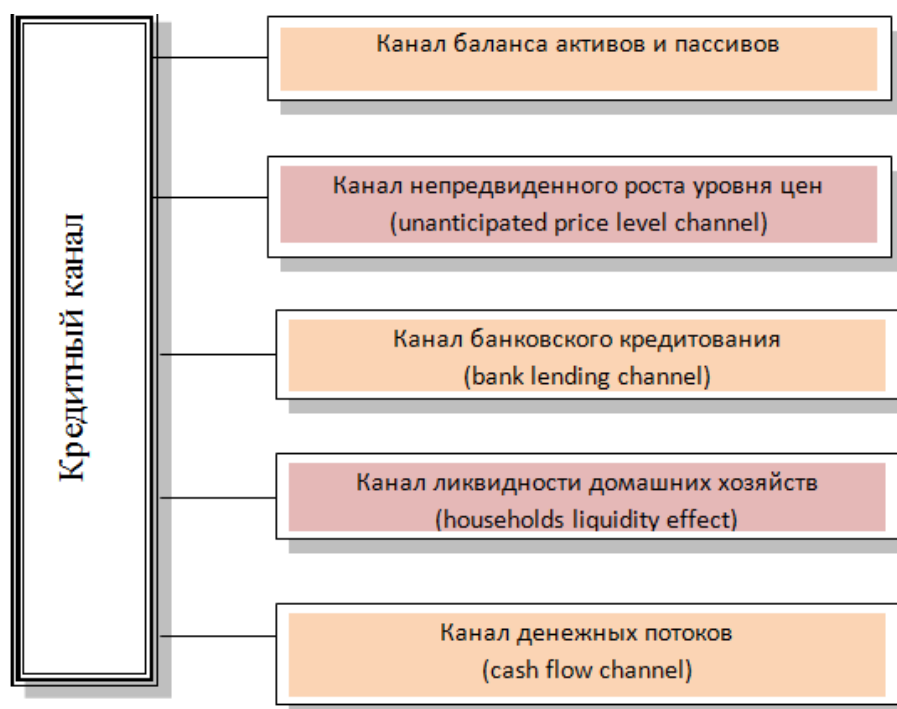 Кредитный канал
Канал баланса активов и пассивов
Канал непредвиденного роста уровня цен
(unanticipated price level channel)
Канал банковского кредитования
(bank lending channel)
Канал ликвидности домашних хозяйств
(households liquidity effect)
Канал денежных потоков
(cash flow channel)